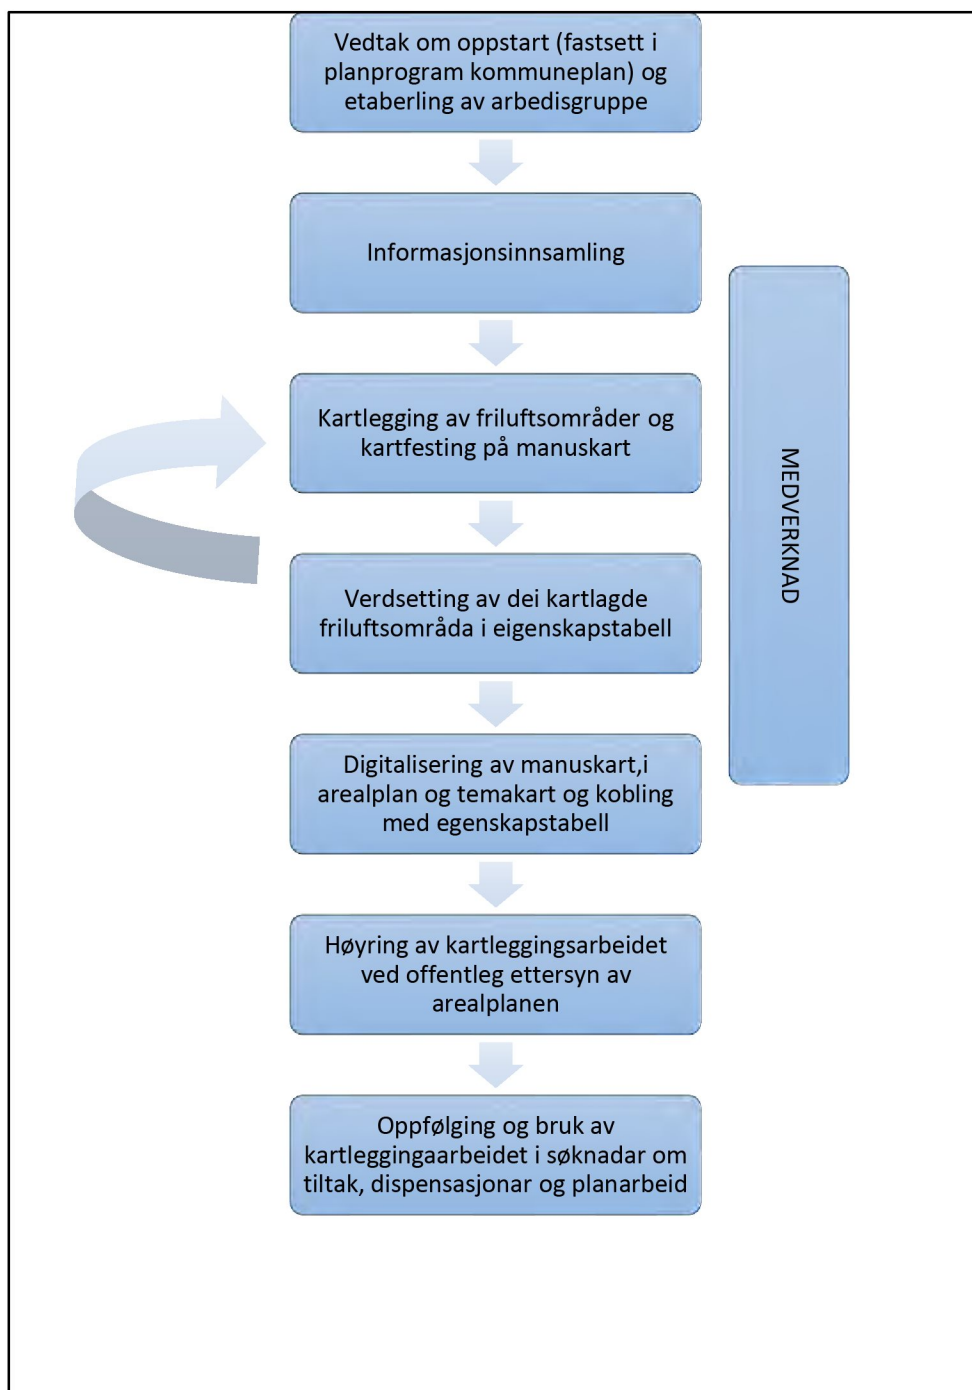 Vedtak om oppstart (fastsett i
planprogram kommuneplan) og
etaberling av arbedisgruppe
Informasjonsinnsamling
Kartlegging av friluftsområder og
kartfesting på manuskart
MEDVERKNAD
Verdsetting av dei kartlagde
friluftsområda i eigenskapstabell
Digitalisering av manuskart,i
arealplan og temakart og kobling
med egenskapstabell
Høyring av kartleggingsarbeidet
ved offentleg ettersyn av
arealplanen
Oppfølging og bruk av
kartleggingaarbeidet i søknadar om
tiltak, dispensasjonar og planarbeid